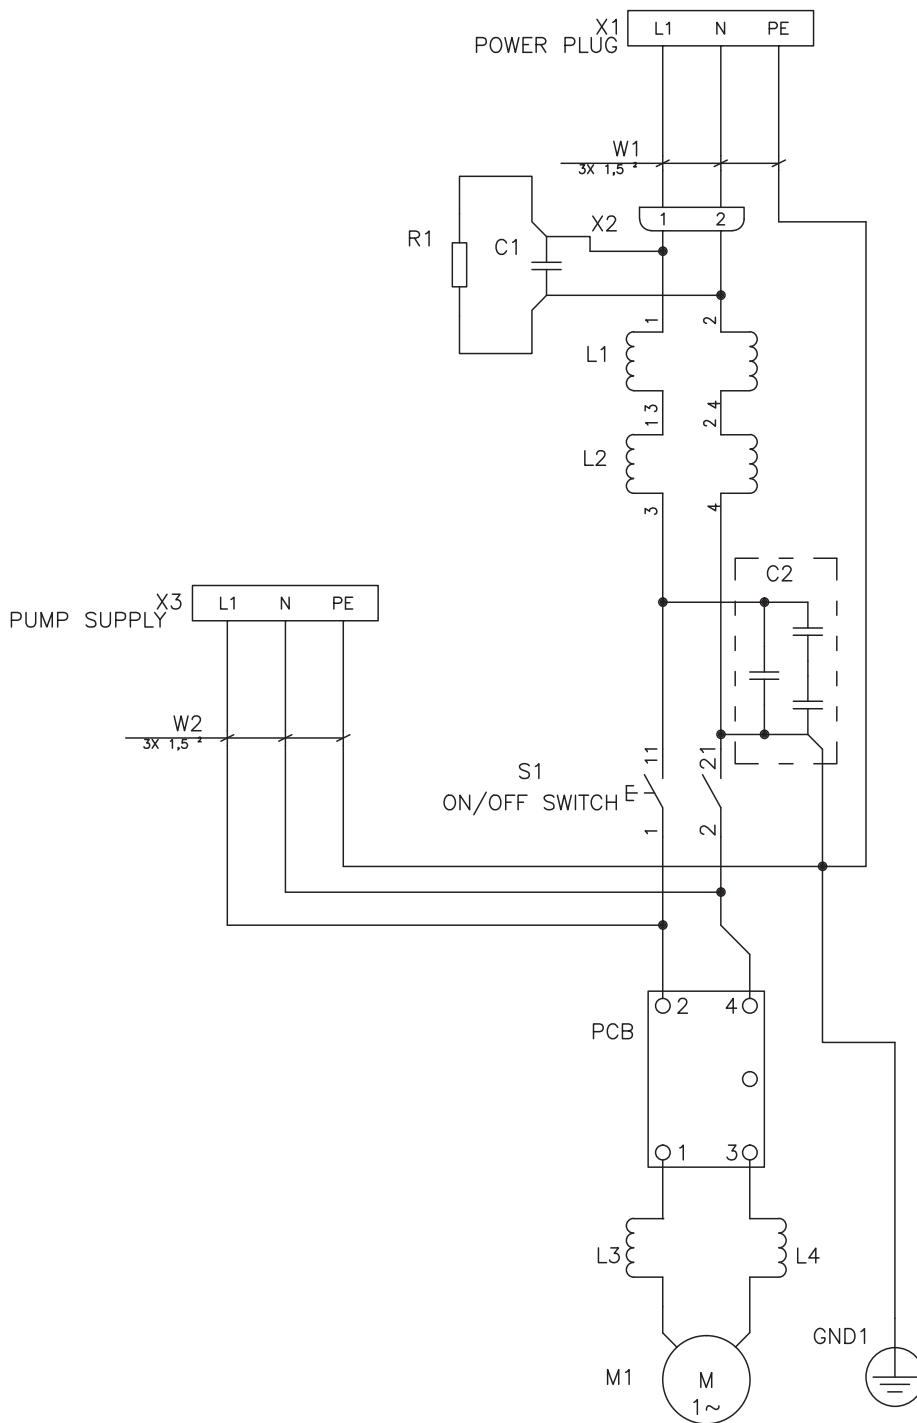 X1 L1 N PE
POWER PLUG
W1
3X 1,5 ²
X2 1 2
R1
C1
1 2
L1
3 4
1 2
L2
3 4
C2
X3 L1 N PE
PUMP SUPPLY
W2
3X 1,5 ²
11 21
S1
ON/OFF SWITCH
1 2
2 4
PCB
1 3
L3 L4
GND1
M1 M
1~